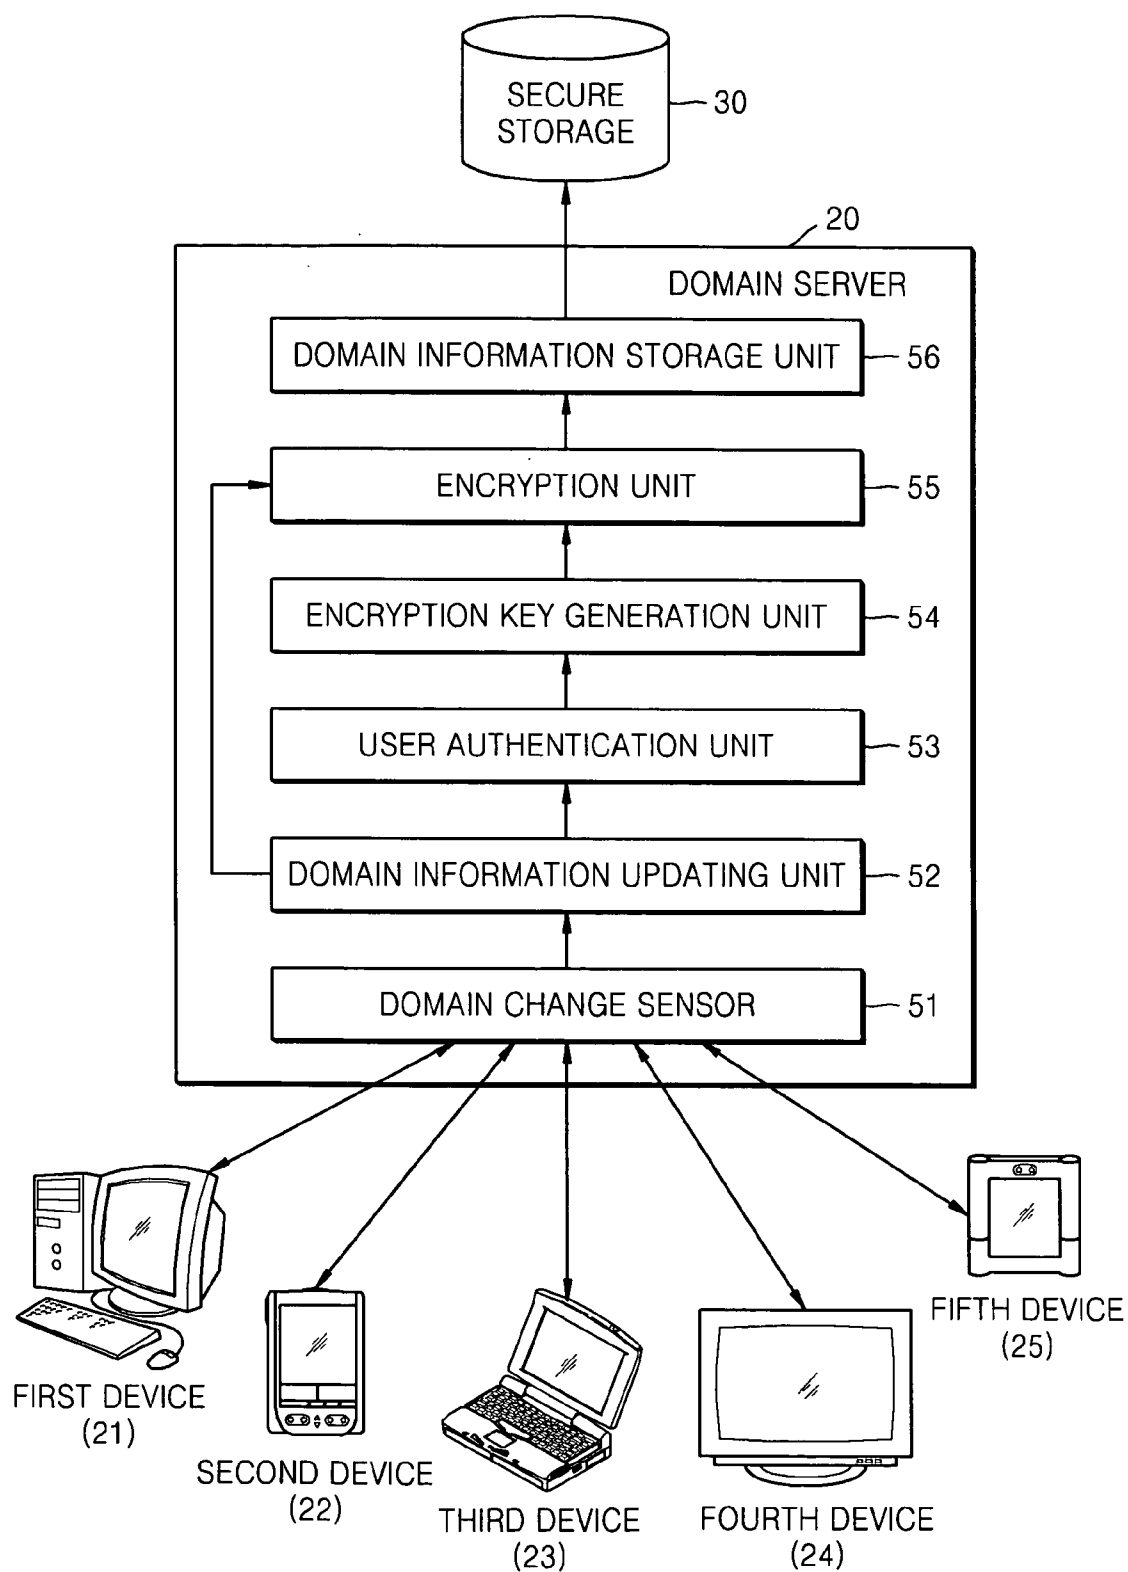 SECURE
STORAGE
30
20
DOMAIN SERVER
DOMAIN INFORMATION STORAGE UNIT
56
ENCRYPTION UNIT
55
ENCRYPTION KEY GENERATION UNIT
54
USER AUTHENTICATION UNIT
53
DOMAIN INFORMATION UPDATING UNIT
52
DOMAIN CHANGE SENSOR
51
FIRST DEVICE
(21)
SECOND DEVICE
(22)
THIRD DEVICE
(23)
FOURTH DEVICE
(24)
FIFTH DEVICE
(25)